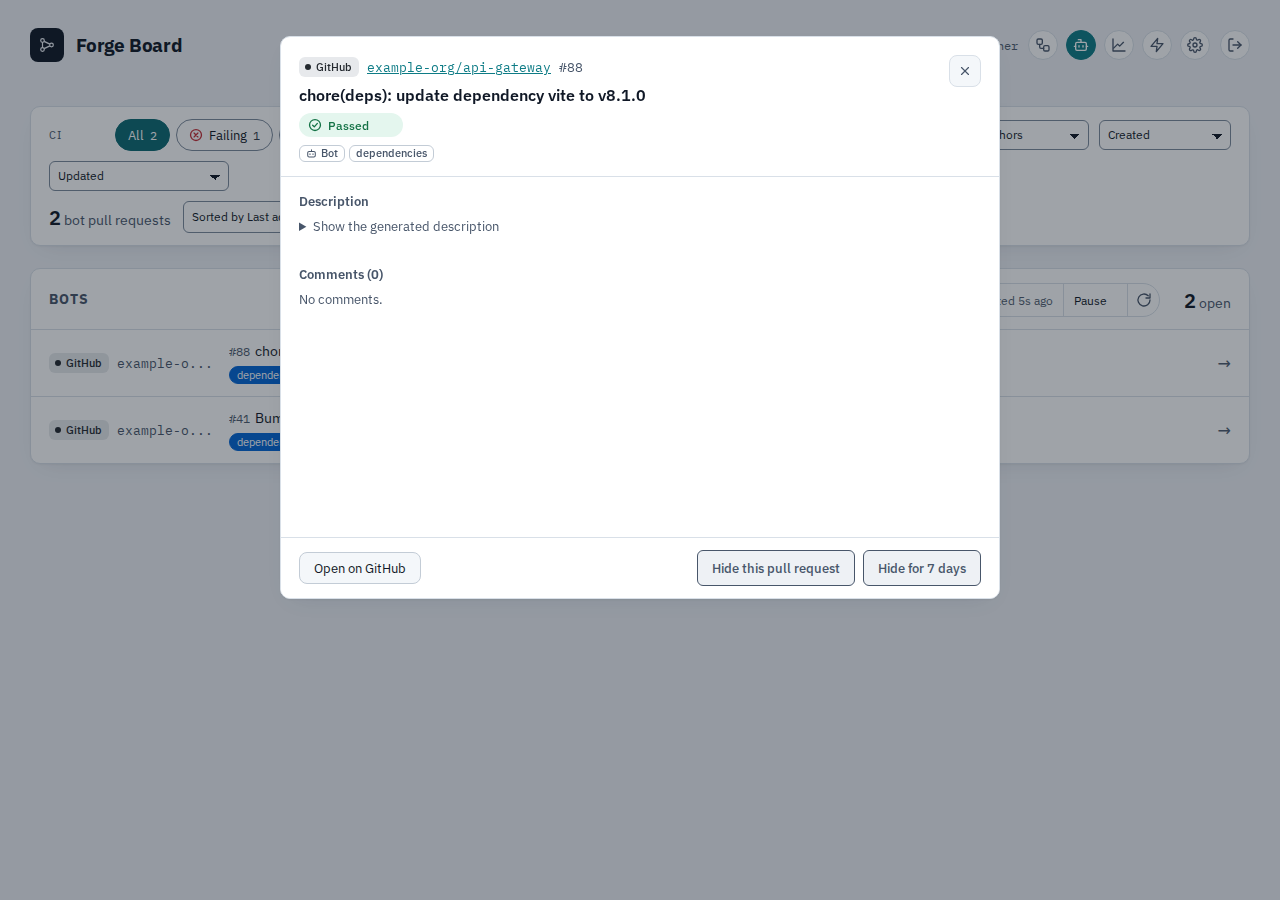 Forge Board
GitHub example-org/api-gateway #88
chore(deps): update dependency vite to v8.1.0
Passed
Bot dependencies
Description
Show the generated description
Comments (0)
No comments.
Open on GitHub Hide this pull request Hide for 7 days
CI All 2 Failing 1 Created
Updated
2 bot pull requests Sorted by Last
BOTS 5s ago Pause 2 open
GitHub example-o... #88
GitHub example-o... #41